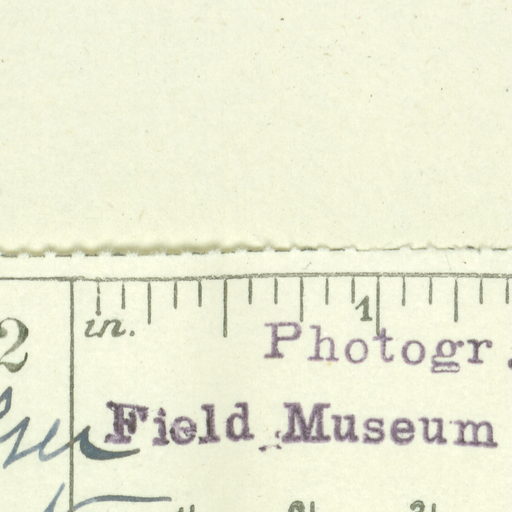 1
2 in. Photogr.
Field Museum